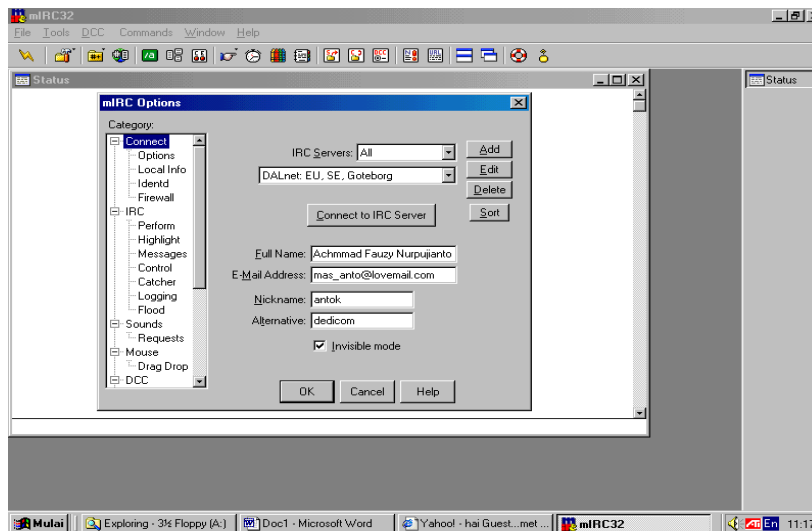 mIRC32
File Tools DCC Commands Window Help
Status
Status
mIRC Options
Category:
Connect
Options
Local Info
Identd
Firewall
IRC
Perform
Highlight
Messages
Control
Catcher
Logging
Flood
Sounds
Requests
Mouse
Drag Drop
DCC
IRC Servers: All
Add
DALnet: EU, SE, Goteborg
Edit
Delete
Connect to IRC Server
Sort
Full Name: Achmmad Fauzy Nurpujianto
E-Mail Address: mas_anto@lovemail.com
Nickname: antok
Alternative: dedicom
Invisible mode
OK Cancel Help
Mulai Exploring - 3½ Floppy (A:) Doc1 - Microsoft Word Yahoo! - hai Guest...met ... mIRC32 En 11:17